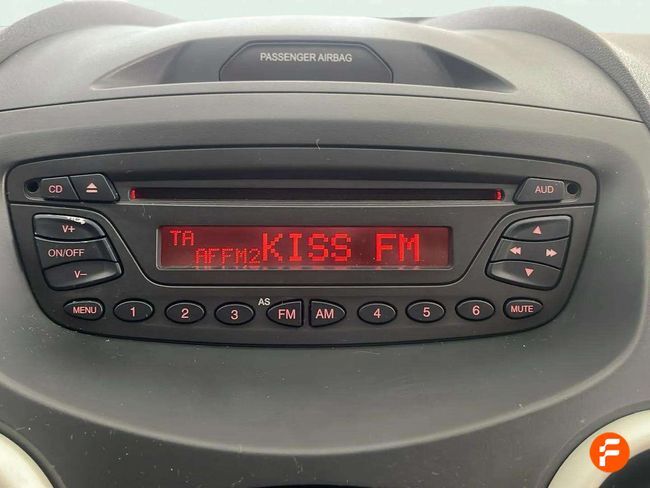 PASSENGER AIRBAG
CD
AUD
TA
AFFM2 KISS FM
V+
ON/OFF
V–
MENU
1
2
3
AS
FM
AM
4
5
6
MUTE